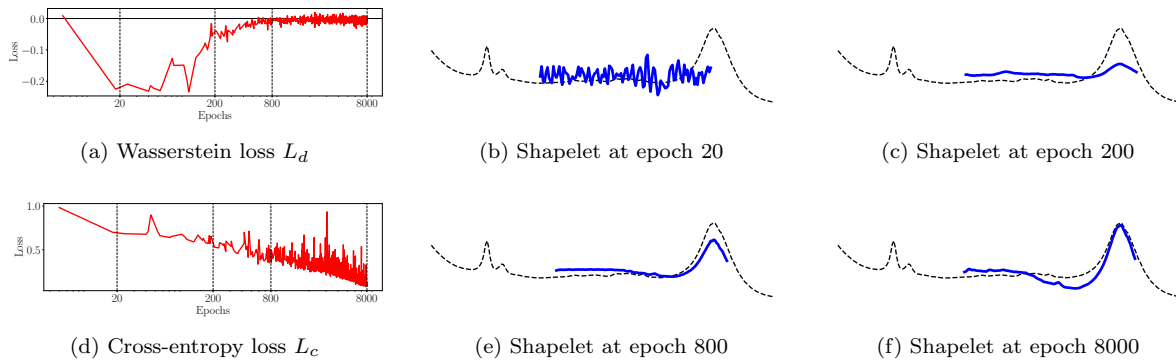 0.0
−0.1
−0.2
Loss
20
200
800
8000
Epochs
(a) Wasserstein loss L_d
(b) Shapelet at epoch 20
(c) Shapelet at epoch 200
1.0
0.5
Loss
20
200
800
8000
Epochs
(d) Cross-entropy loss L_c
(e) Shapelet at epoch 800
(f) Shapelet at epoch 8000